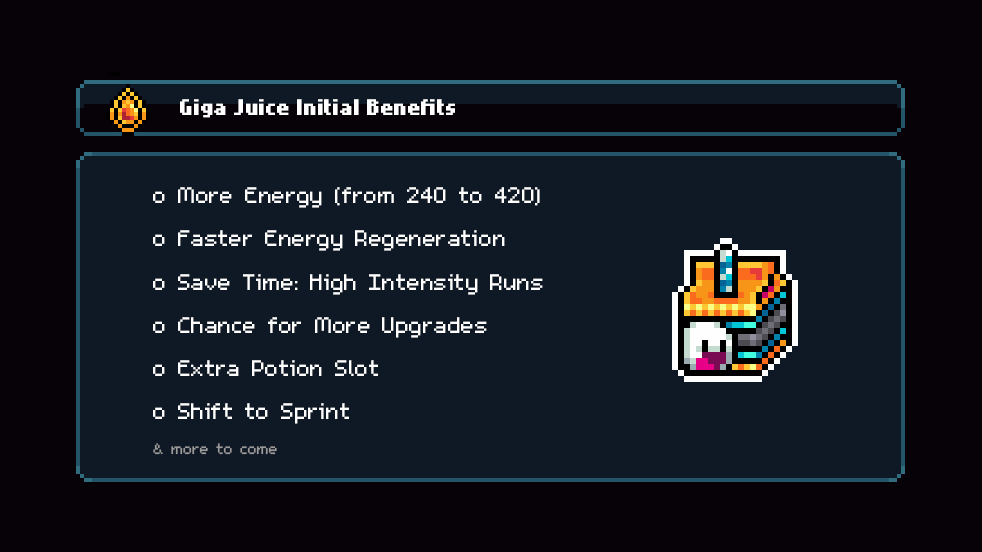 Giga Juice Initial Benefits
o More Energy (from 240 to 420)
o Faster Energy Regeneration
o Save Time: High Intensity Runs
o Chance for More Upgrades
o Extra Potion Slot
o Shift to Sprint
& more to come